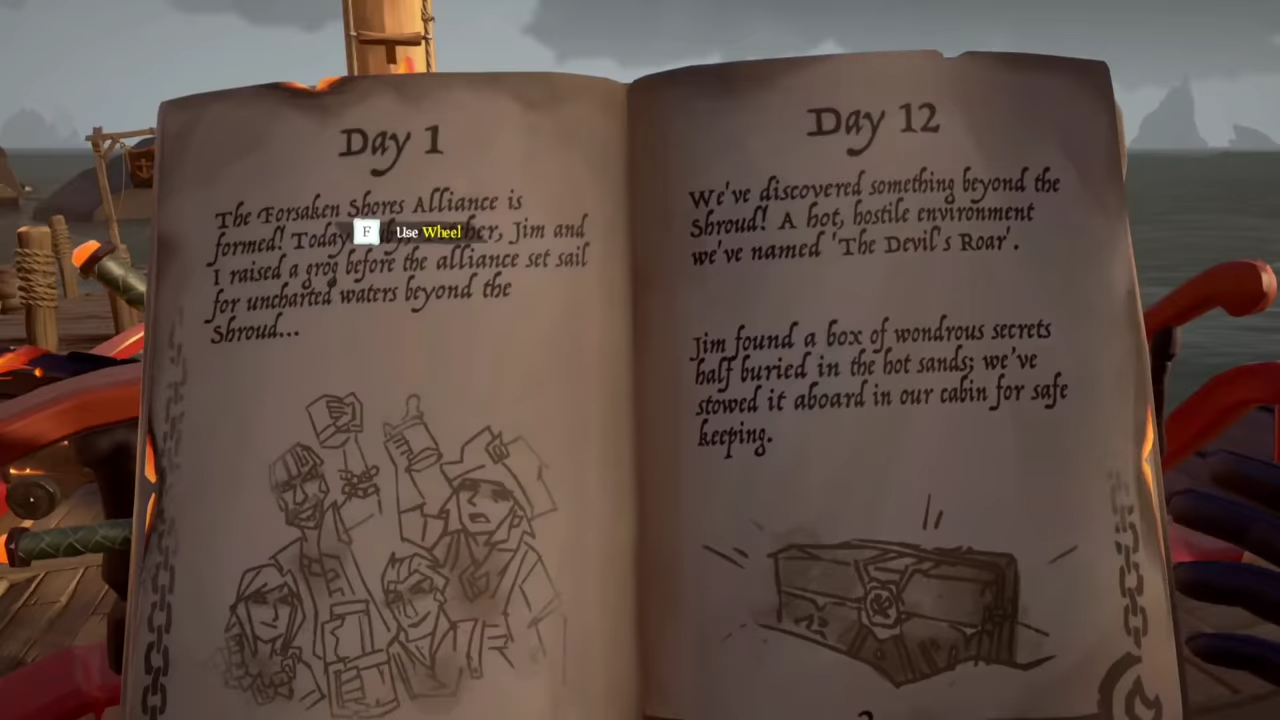 Day 1
The Forsaken Shores Alliance is
formed! Today her, Jim and
I raised a grog before the alliance set sail
for uncharted waters beyond the
Shroud...
F Use Wheel
Day 12
We've discovered something beyond the
Shroud! A hot, hostile environment
we've named 'The Devil's Roar'.
Jim found a box of wondrous secrets
half buried in the hot sands; we've
stowed it aboard in our cabin for safe
keeping.